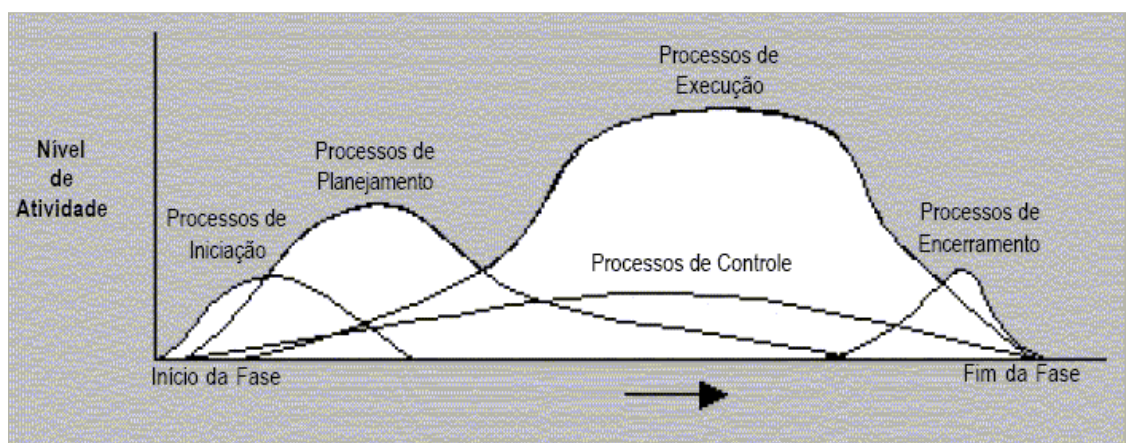 Processos de
Execução
Nível
de
Atividade
Processos de
Planejamento
Processos de
Iniciação
Processos de
Encerramento
Processos de Controle
Início da Fase
Fim da Fase